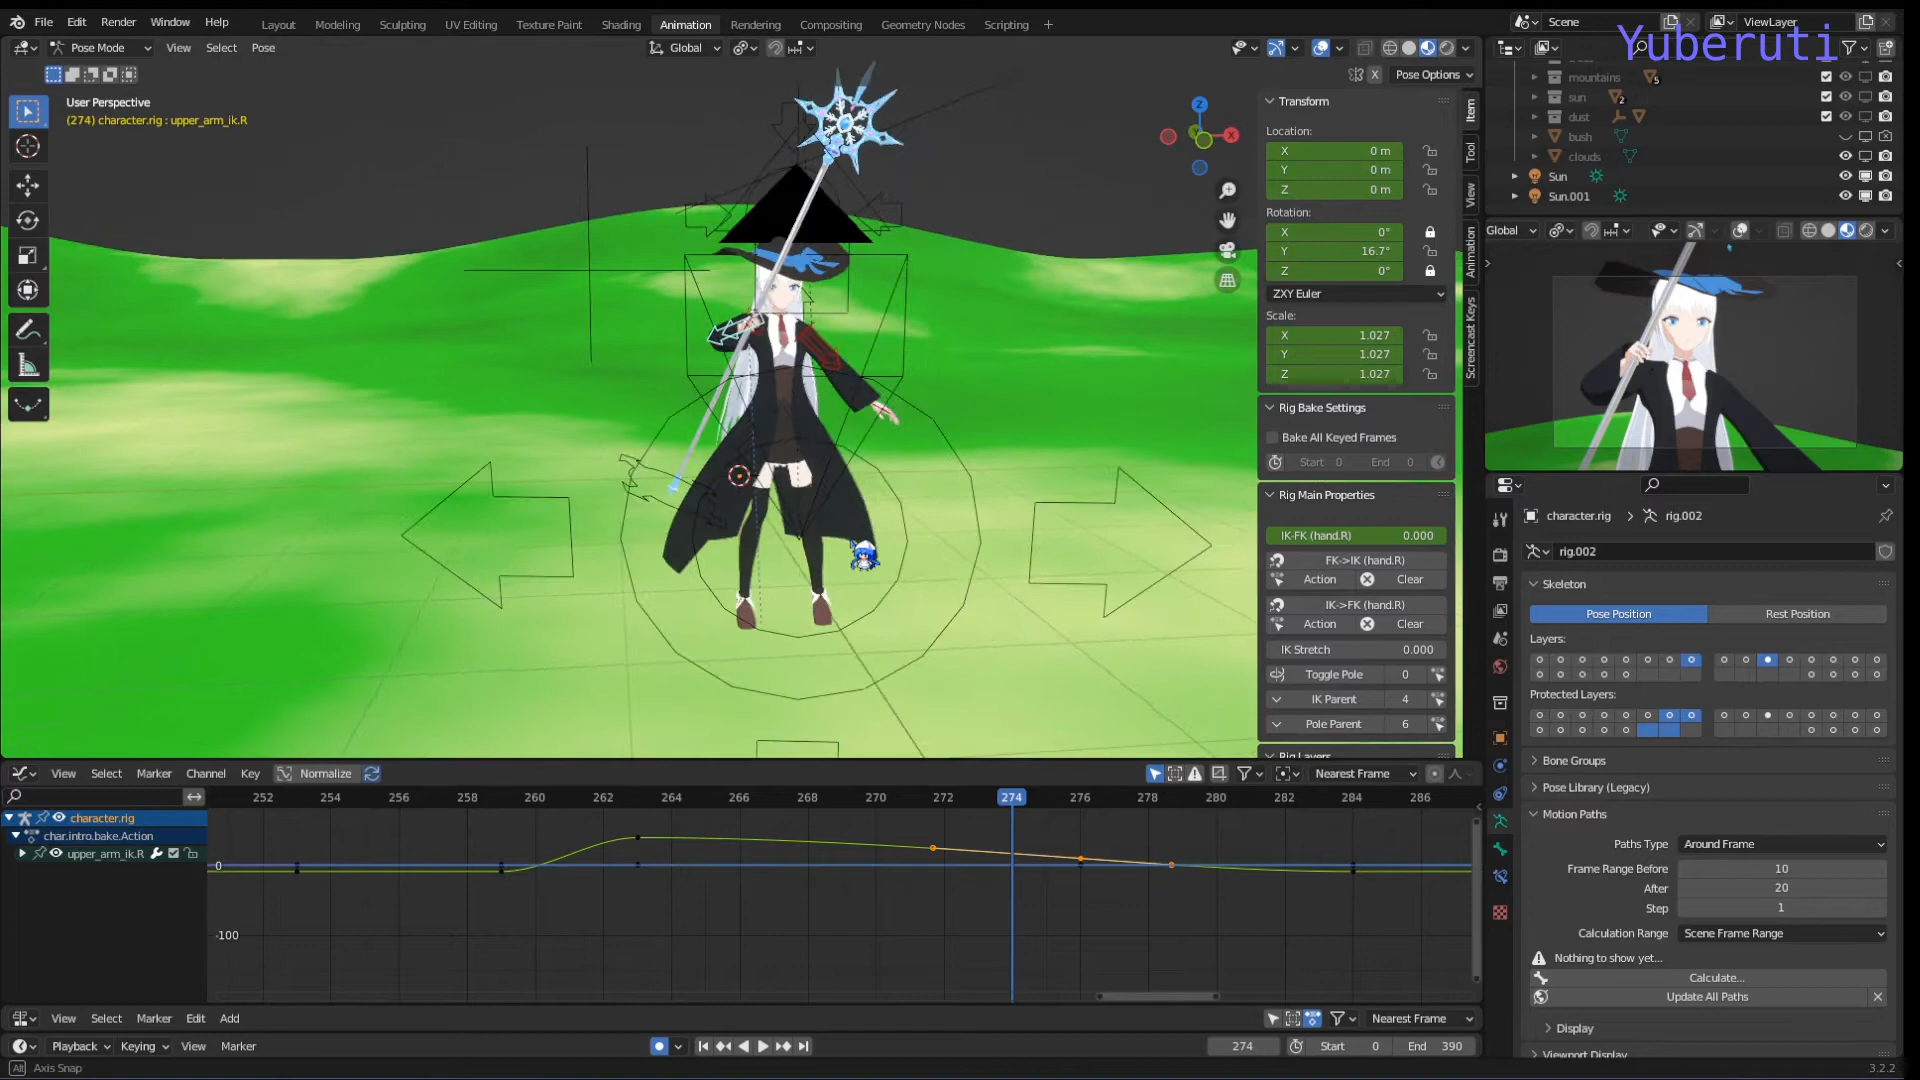 File Edit Render Window Help
Layout Modeling Sculpting UV Editing Texture Paint Shading Animation Rendering Compositing Geometry Nodes Scripting +
Scene
ViewLayer
Yuberuti
Pose Mode View Select Pose
Global
X Pose Options
User Perspective
(274) character.rig : upper_arm_ik.R
Z
X
Transform
Location:
X 0 m
Y 0 m
Z 0 m
Rotation:
X 0°
Y 16.7°
Z 0°
ZXY Euler
Scale:
X 1.027
Y 1.027
Z 1.027
Rig Bake Settings
Bake All Keyed Frames
Start 0 End 0
Rig Main Properties
IK-FK (hand.R) 0.000
FK->IK (hand.R)
Action Clear
IK->FK (hand.R)
Action Clear
IK Stretch 0.000
Toggle Pole 0
IK Parent 4
Pole Parent 6
Rig Layers
Item
Tool
View
Animation
Screencast Keys
mountains 5
sun 2
dust
bush
clouds
Sun
Sun.001
Global
character.rig rig.002
rig.002
Skeleton
Pose Position Rest Position
Layers:
Protected Layers:
Bone Groups
Pose Library (Legacy)
Motion Paths
Paths Type Around Frame
Frame Range Before 10
After 20
Step 1
Calculation Range Scene Frame Range
Nothing to show yet...
Calculate...
Update All Paths
Display
Viewport Display
View Select Marker Channel Key Normalize
Nearest Frame
252 254 256 258 260 262 264 266 268 270 272 274 276 278 280 282 284 286
character.rig
char.intro.bake.Action
upper_arm_ik.R
0
-100
View Select Marker Edit Add
Nearest Frame
Playback Keying View Marker
274 Start 0 End 390
Alt Axis Snap
3.2.2